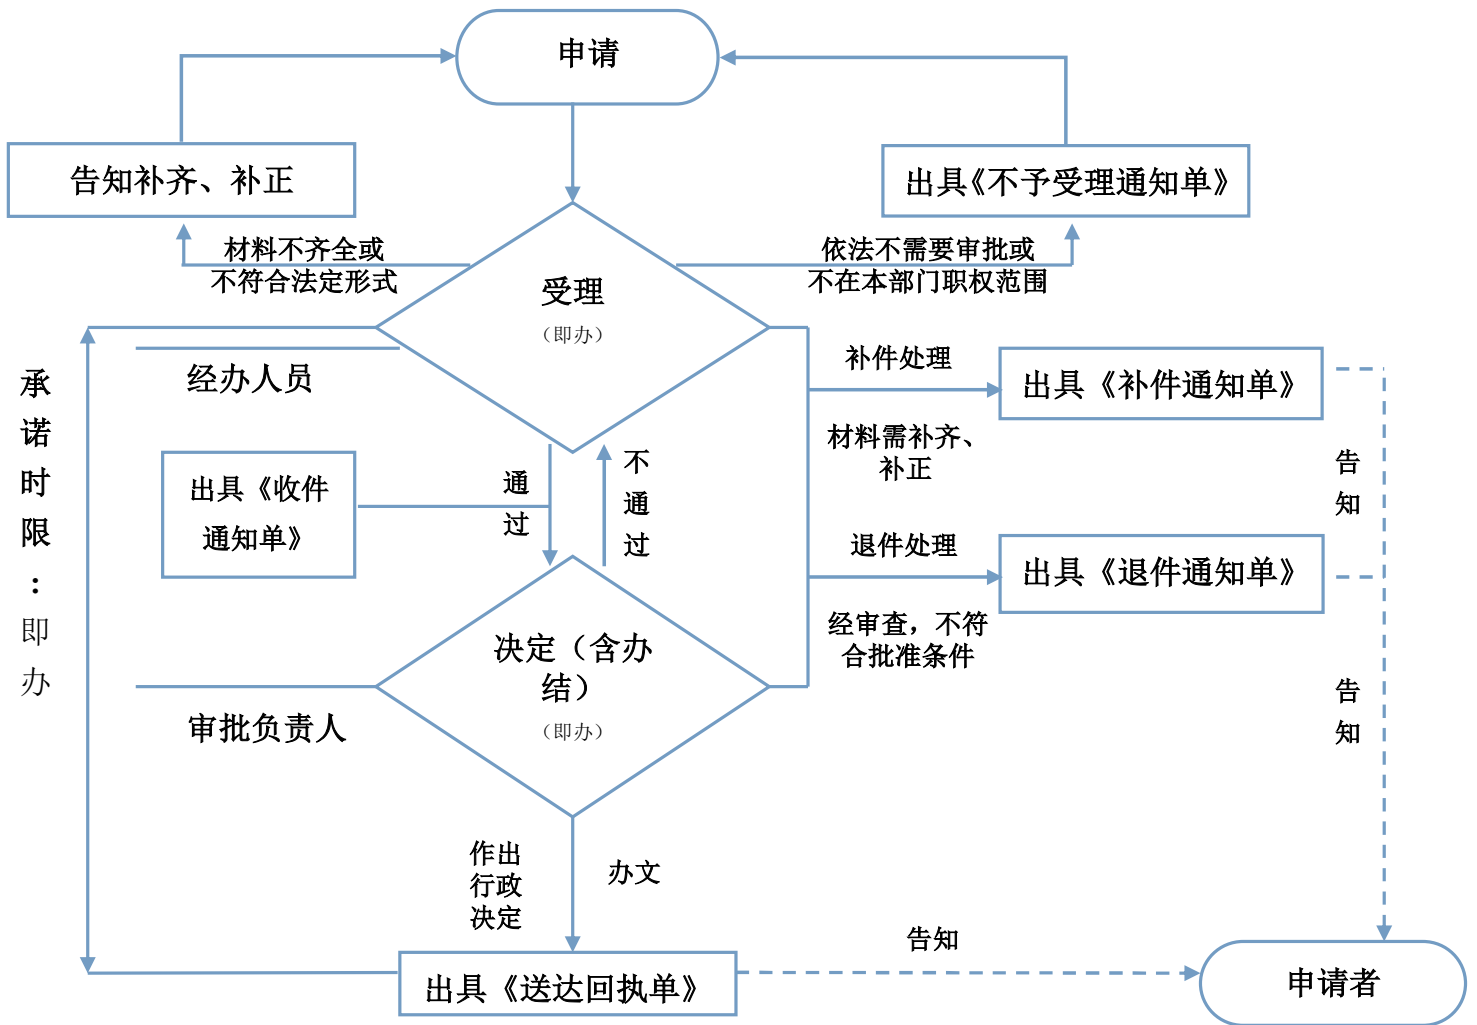 申请
告知补齐、补正
出具《不予受理通知单》
材料不齐全或
不符合法定形式
依法不需要审批或
不在本部门职权范围
受理
（即办）
承诺时限：即办
经办人员
补件处理
出具《补件通知单》
材料需补齐、
补正
告知
出具《收件
通知单》
通过
不通过
退件处理
出具《退件通知单》
经审查，不符
合批准条件
决定（含办
结）
（即办）
审批负责人
告知
作出
行政
决定
办文
告知
出具《送达回执单》
申请者